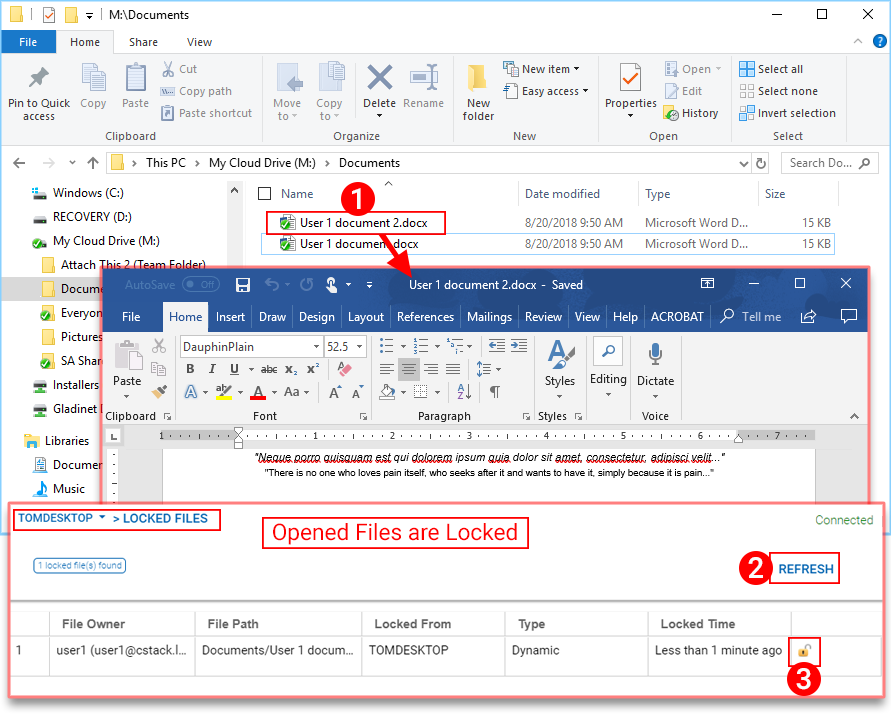 M:\Documents
File Home Share View
Pin to Quick access
Copy
Paste
Cut
Copy path
Paste shortcut
Clipboard
Move to
Copy to
Delete
Rename
Organize
New folder
New item
Easy access
New
Properties
Open
Edit
History
Open
Select all
Select none
Invert selection
Select
This PC > My Cloud Drive (M:) > Documents
Search Do...
Windows (C:)
RECOVERY (D:)
My Cloud Drive (M:)
Attach This 2 (Team Folder)
Docume
Everyon
Pictures
SA Shar
Installers
Gladinet
Libraries
Documen
Music
Name Date modified Type Size
1
User 1 document 2.docx 8/20/2018 9:50 AM Microsoft Word D... 15 KB
User 1 document.docx 8/20/2018 9:50 AM Microsoft Word D... 15 KB
AutoSave Off
User 1 document 2.docx - Saved
File Home Insert Draw Design Layout References Mailings Review View Help ACROBAT Tell me
Paste
Clipboard
DauphinPlain 52.5
B I U abc X₂ X²
A ab A Aa A A
Font
Paragraph
Styles
Styles
Editing
Dictate
Voice
1 1 2 3 4 5 6 7
"Neque porro quisquam est qui dolorem ipsum quia dolor sit amet, consectetur, adipisci velit..."
"There is no one who loves pain itself, who seeks after it and wants to have it, simply because it is pain..."
TOMDESKTOP > LOCKED FILES
Opened Files are Locked
Connected
1 locked file(s) found
2 REFRESH
File Owner File Path Locked From Type Locked Time
1 user1 (user1@cstack.l... Documents/User 1 docum... TOMDESKTOP Dynamic Less than 1 minute ago
3